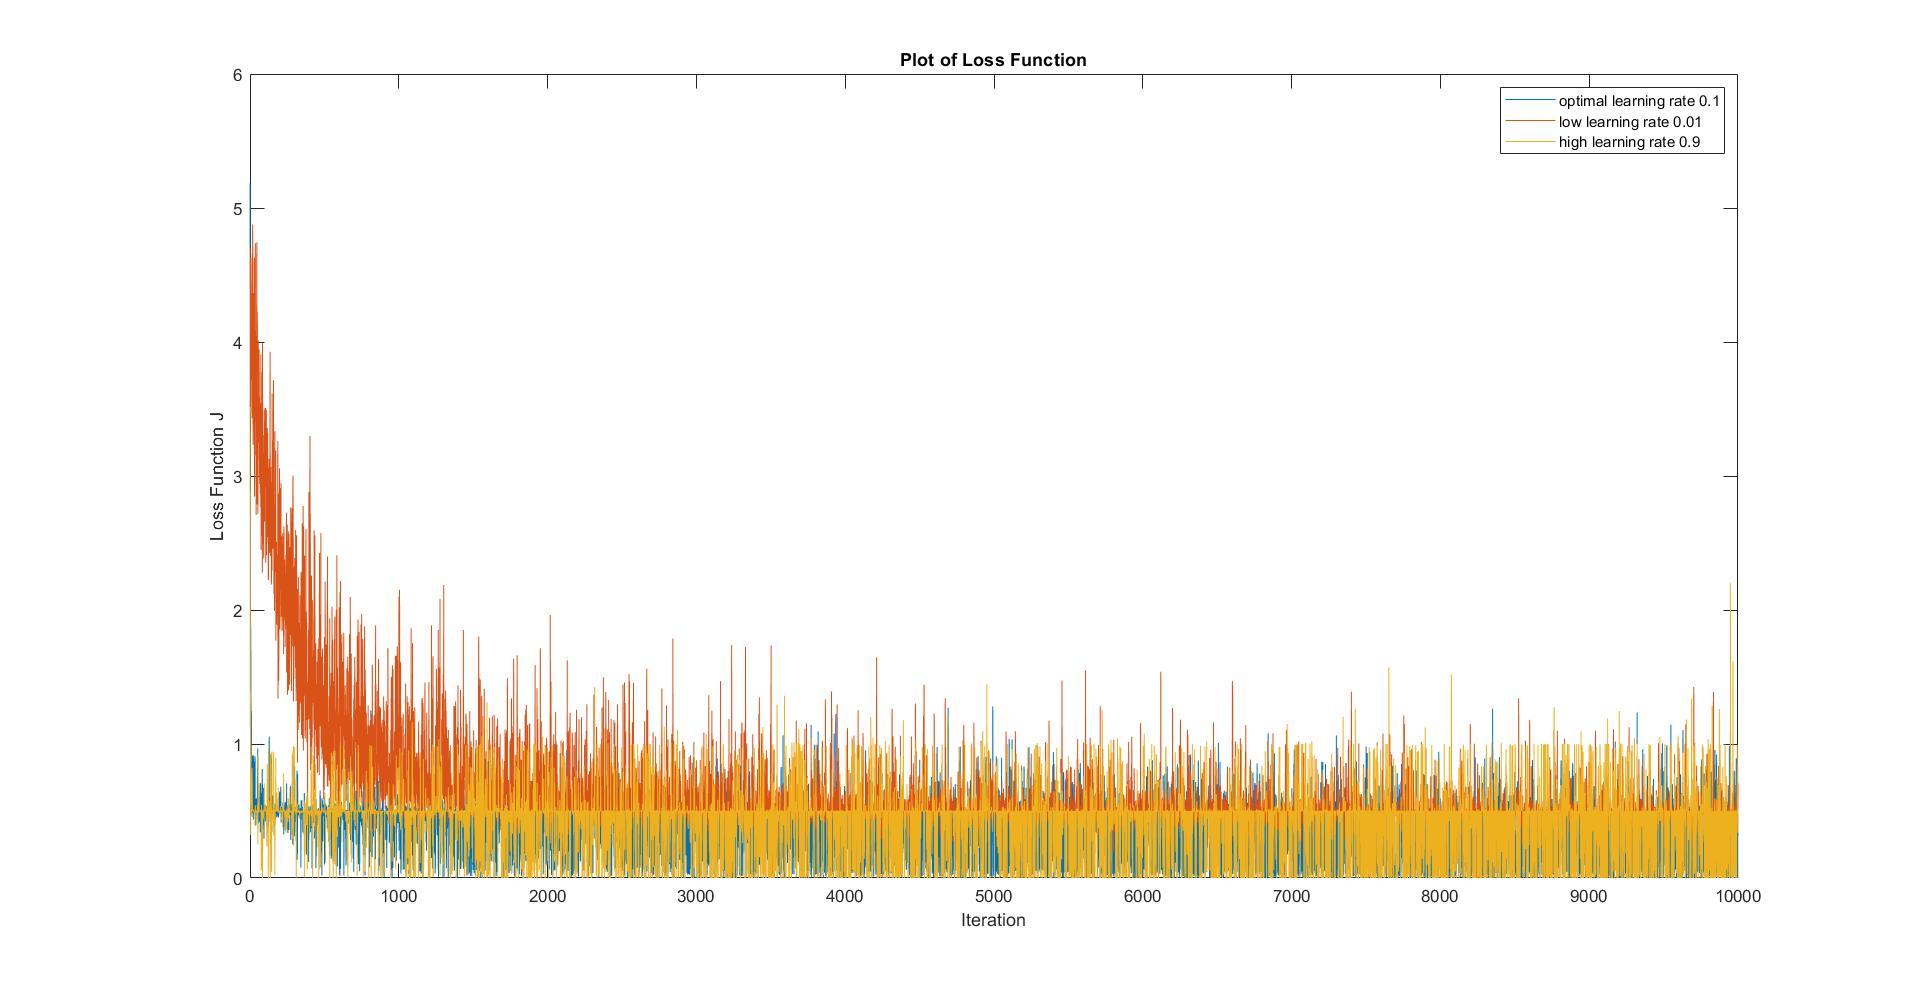 Plot of Loss Function
6
5
4
3
2
1
0
Loss Function J
optimal learning rate 0.1
low learning rate 0.01
high learning rate 0.9
0 1000 2000 3000 4000 5000 6000 7000 8000 9000 10000
Iteration